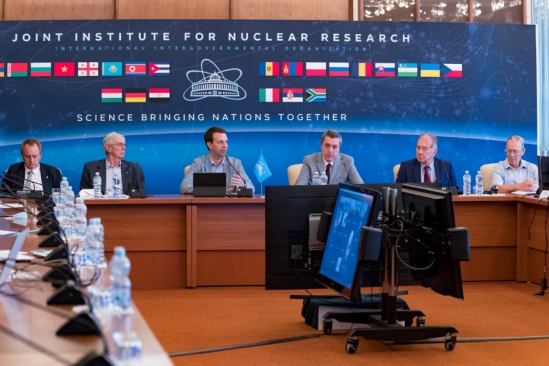 JOINT INSTITUTE FOR NUCLEAR RESEARCH
INTERNATIONAL INTERGOVERNMENTAL ORGANIZATION
SCIENCE BRINGING NATIONS TOGETHER